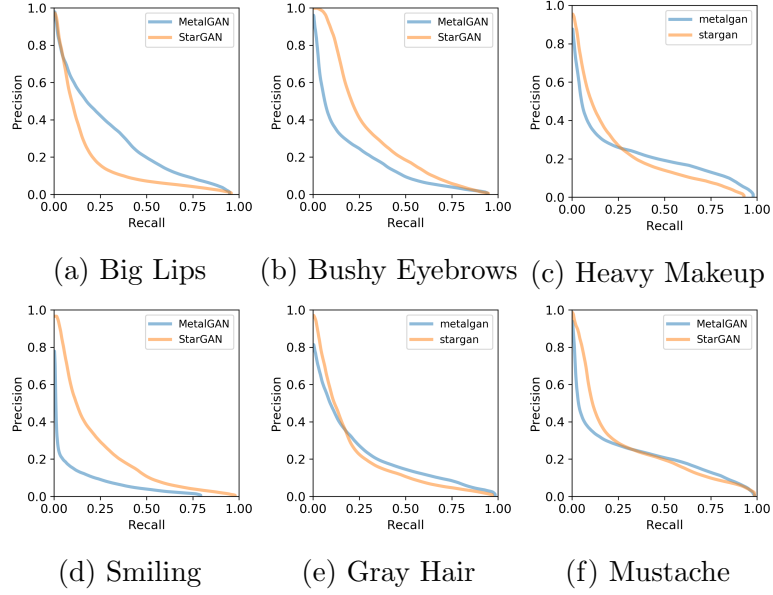 1.0
0.8
0.6
0.4
0.2
0.0
Precision
0.00 0.25 0.50 0.75 1.00
Recall
MetalGAN
StarGAN
(a) Big Lips
1.0
0.8
0.6
0.4
0.2
0.0
Precision
0.00 0.25 0.50 0.75 1.00
Recall
MetalGAN
StarGAN
(b) Bushy Eyebrows
1.0
0.8
0.6
0.4
0.2
0.0
Precision
0.00 0.25 0.50 0.75 1.00
Recall
metalgan
stargan
(c) Heavy Makeup
1.0
0.8
0.6
0.4
0.2
0.0
Precision
0.00 0.25 0.50 0.75 1.00
Recall
MetalGAN
StarGAN
(d) Smiling
1.0
0.8
0.6
0.4
0.2
0.0
Precision
0.00 0.25 0.50 0.75 1.00
Recall
metalgan
stargan
(e) Gray Hair
1.0
0.8
0.6
0.4
0.2
0.0
Precision
0.00 0.25 0.50 0.75 1.00
Recall
MetalGAN
StarGAN
(f) Mustache